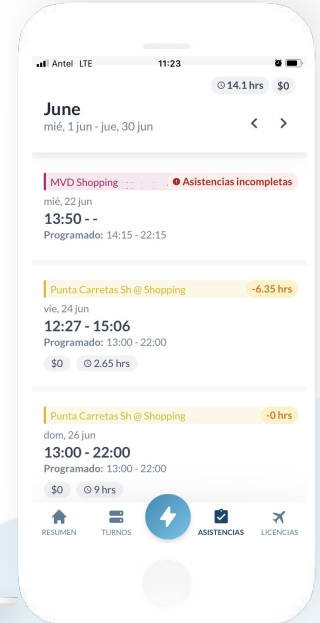 Antel LTE 11:23
14.1 hrs $0
June
mié, 1 jun - jue, 30 jun
MVD Shopping Asistencias incompletas
mié, 22 jun
13:50 - -
Programado: 14:15 - 22:15
Punta Carretas Sh @ Shopping -6.35 hrs
vie, 24 jun
12:27 - 15:06
Programado: 13:00 - 22:00
$0 2.65 hrs
Punta Carretas Sh @ Shopping -0 hrs
dom, 26 jun
13:00 - 22:00
Programado: 13:00 - 22:00
$0 9 hrs
RESUMEN TURNOS ASISTENCIAS LICENCIAS